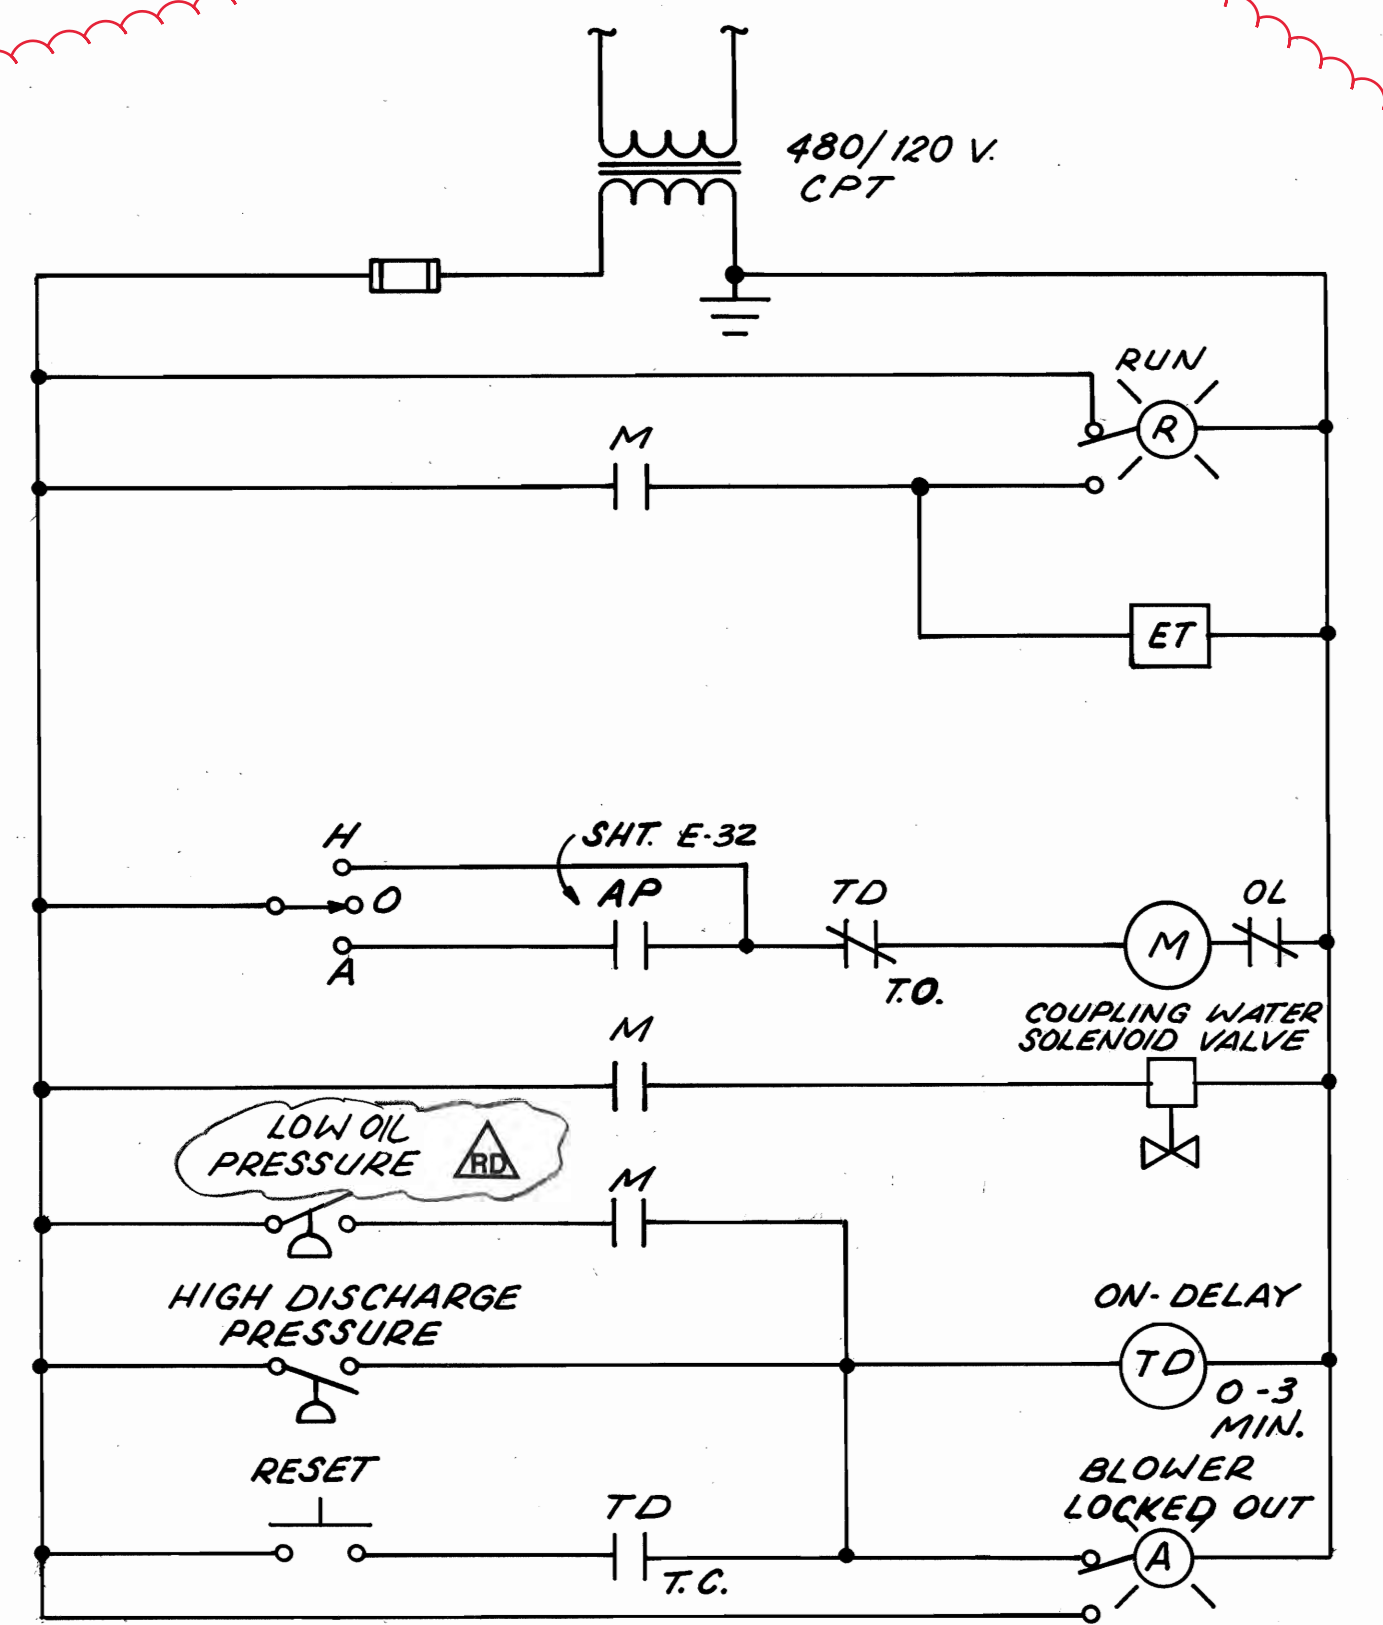 480/120 V.
CPT
RUN
R
M
ET
H
SHT. E-32
O
AP
TD
OL
A
M
T.O.
COUPLING WATER
SOLENOID VALVE
M
LOW OIL
PRESSURE
RD
M
HIGH DISCHARGE
PRESSURE
ON-DELAY
TD
0-3
MIN.
RESET
TD
T.C.
BLOWER
LOCKED OUT
A